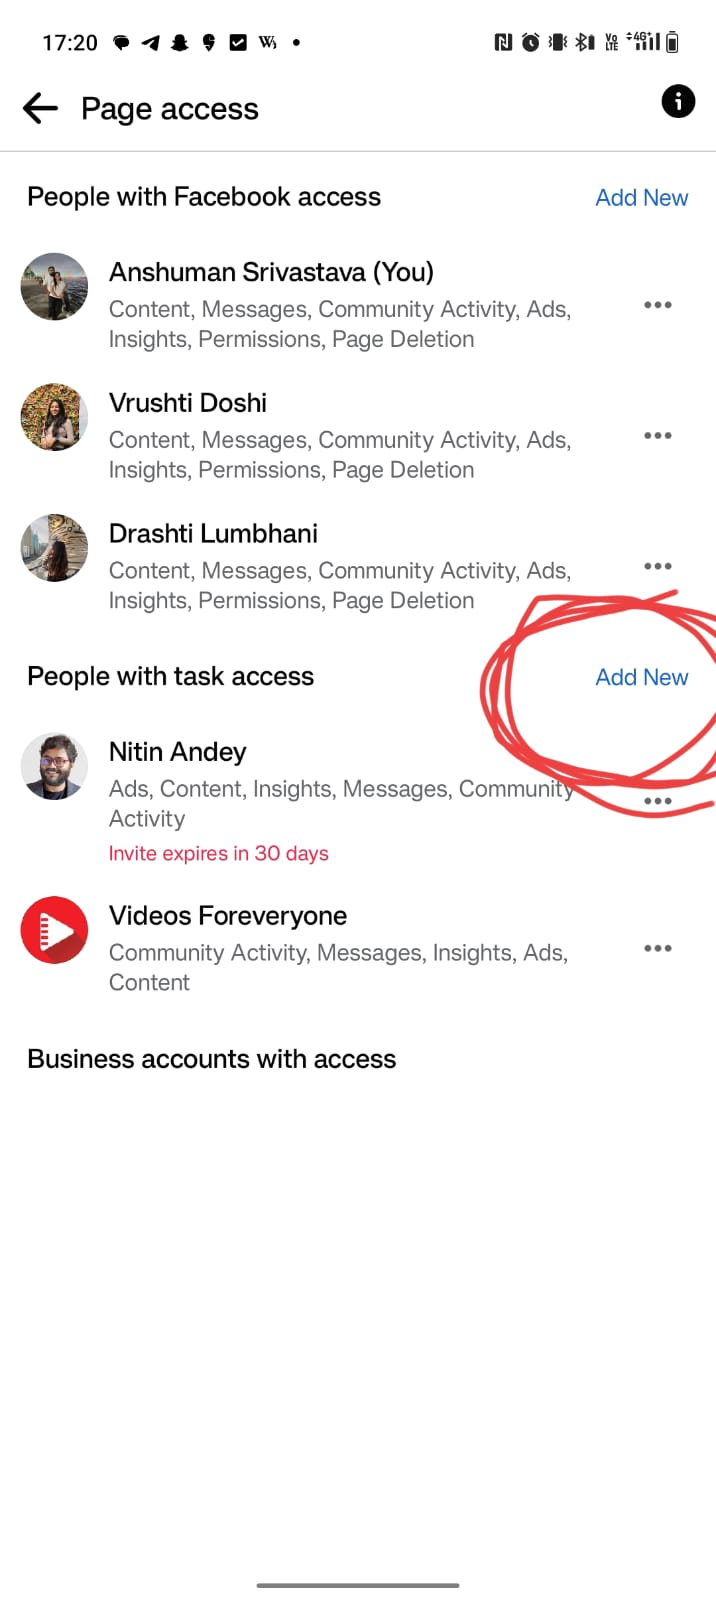 17:20
Page access
People with Facebook access
Add New
Anshuman Srivastava (You)
Content, Messages, Community Activity, Ads,
Insights, Permissions, Page Deletion
Vrushti Doshi
Content, Messages, Community Activity, Ads,
Insights, Permissions, Page Deletion
Drashti Lumbhani
Content, Messages, Community Activity, Ads,
Insights, Permissions, Page Deletion
People with task access
Add New
Nitin Andey
Ads, Content, Insights, Messages, Community
Activity
Invite expires in 30 days
Videos Foreveryone
Community Activity, Messages, Insights, Ads,
Content
Business accounts with access